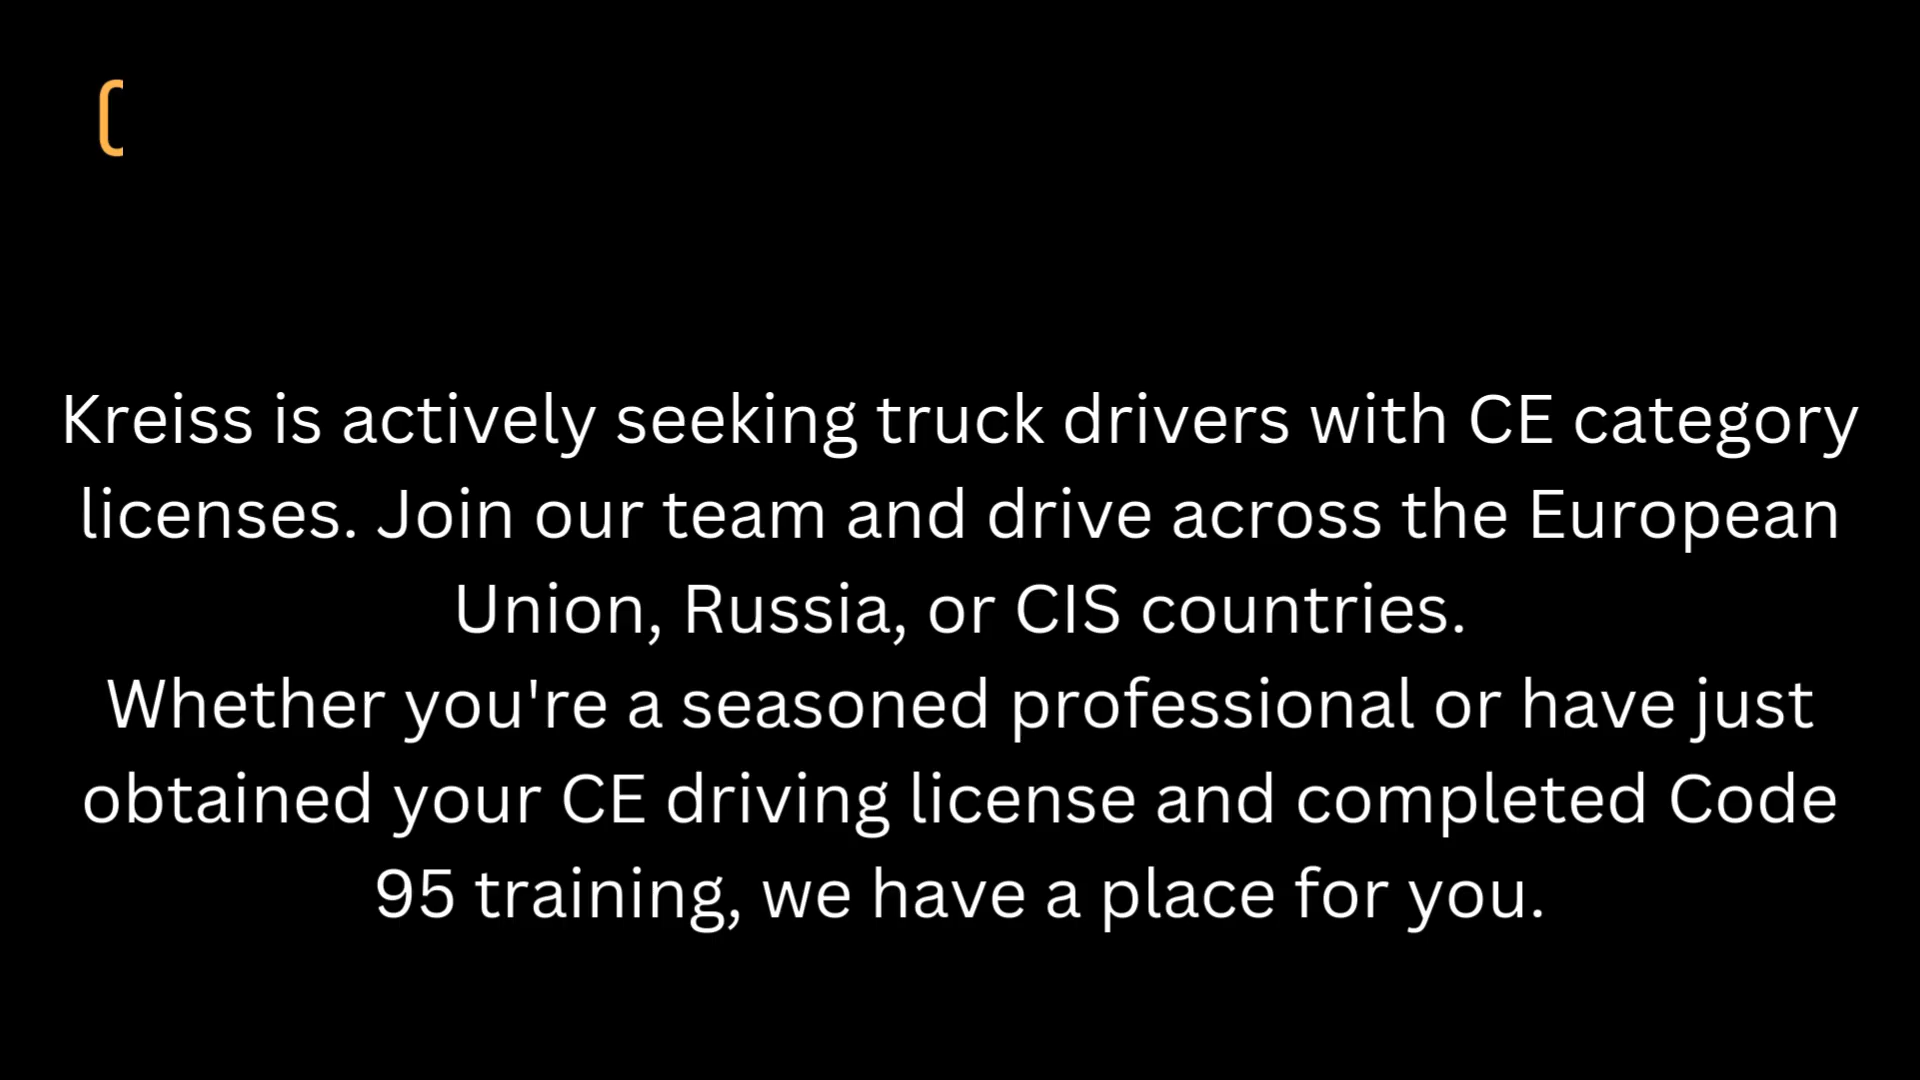 Kreiss is actively seeking truck drivers with CE category
licenses. Join our team and drive across the European
Union, Russia, or CIS countries.
Whether you're a seasoned professional or have just
obtained your CE driving license and completed Code
95 training, we have a place for you.